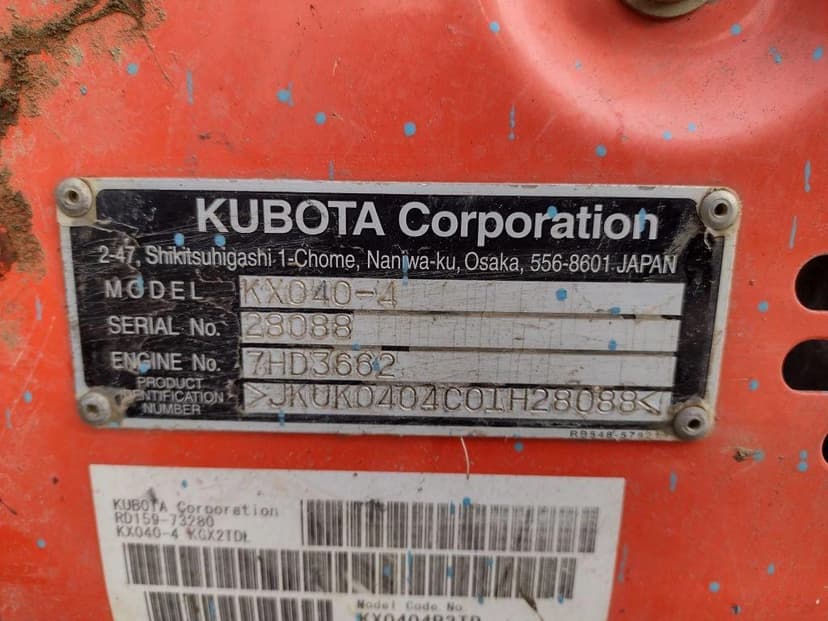 KUBOTA Corporation
2-47, Shikitsuhigashi 1-Chome, Naniwa-ku, Osaka, 556-8601 JAPAN
MODEL KX040-4
SERIAL No. 28088
ENGINE No. 7HD3662
PRODUCT
IDENTIFICATION
NUMBER
>JKUK0404C01H28088<
KUBOTA Corporation
RD159-73280
KX040-4 KGX2TDL
Model Code No.